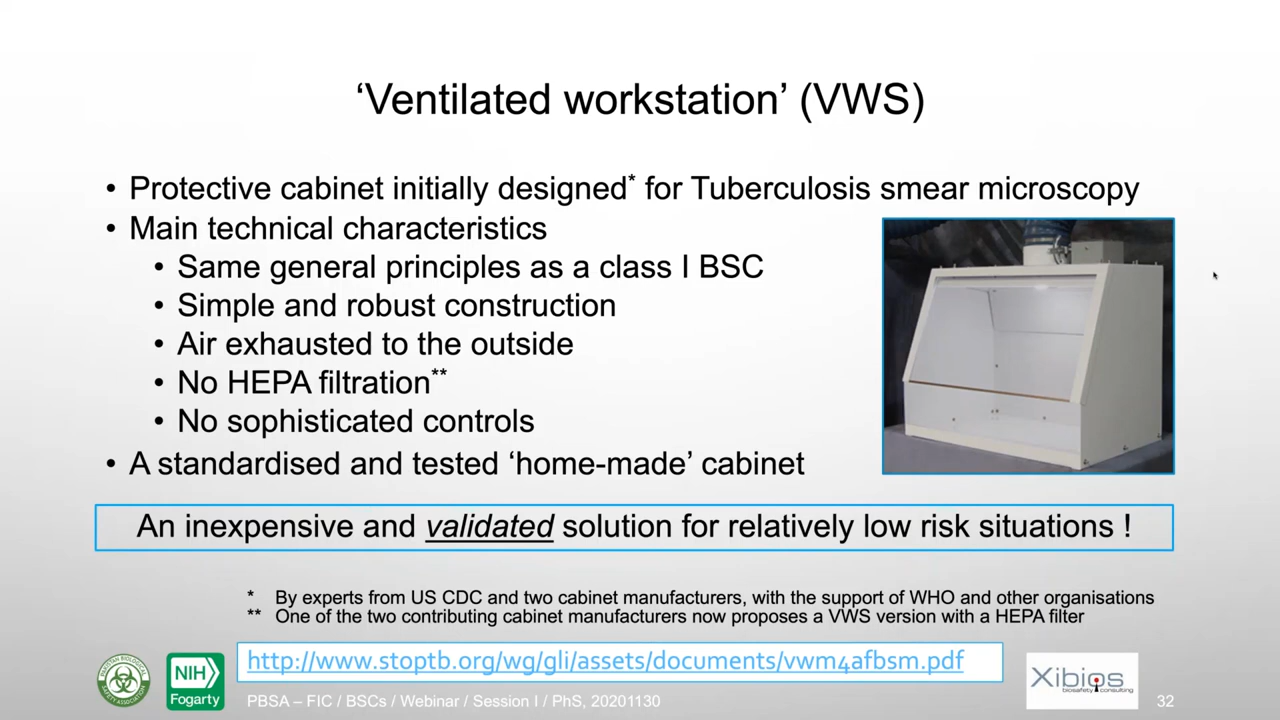 ‘Ventilated workstation’ (VWS)
• Protective cabinet initially designed* for Tuberculosis smear microscopy
• Main technical characteristics
• Same general principles as a class I BSC
• Simple and robust construction
• Air exhausted to the outside
• No HEPA filtration**
• No sophisticated controls
• A standardised and tested ‘home-made’ cabinet
An inexpensive and validated solution for relatively low risk situations !
* By experts from US CDC and two cabinet manufacturers, with the support of WHO and other organisations
** One of the two contributing cabinet manufacturers now proposes a VWS version with a HEPA filter
http://www.stoptb.org/wg/gli/assets/documents/vwm4afbsm.pdf
NIH
Fogarty
PBSA – FIC / BSCs / Webinar / Session I / PhS, 20201130
Xibios
biosafety consulting
32